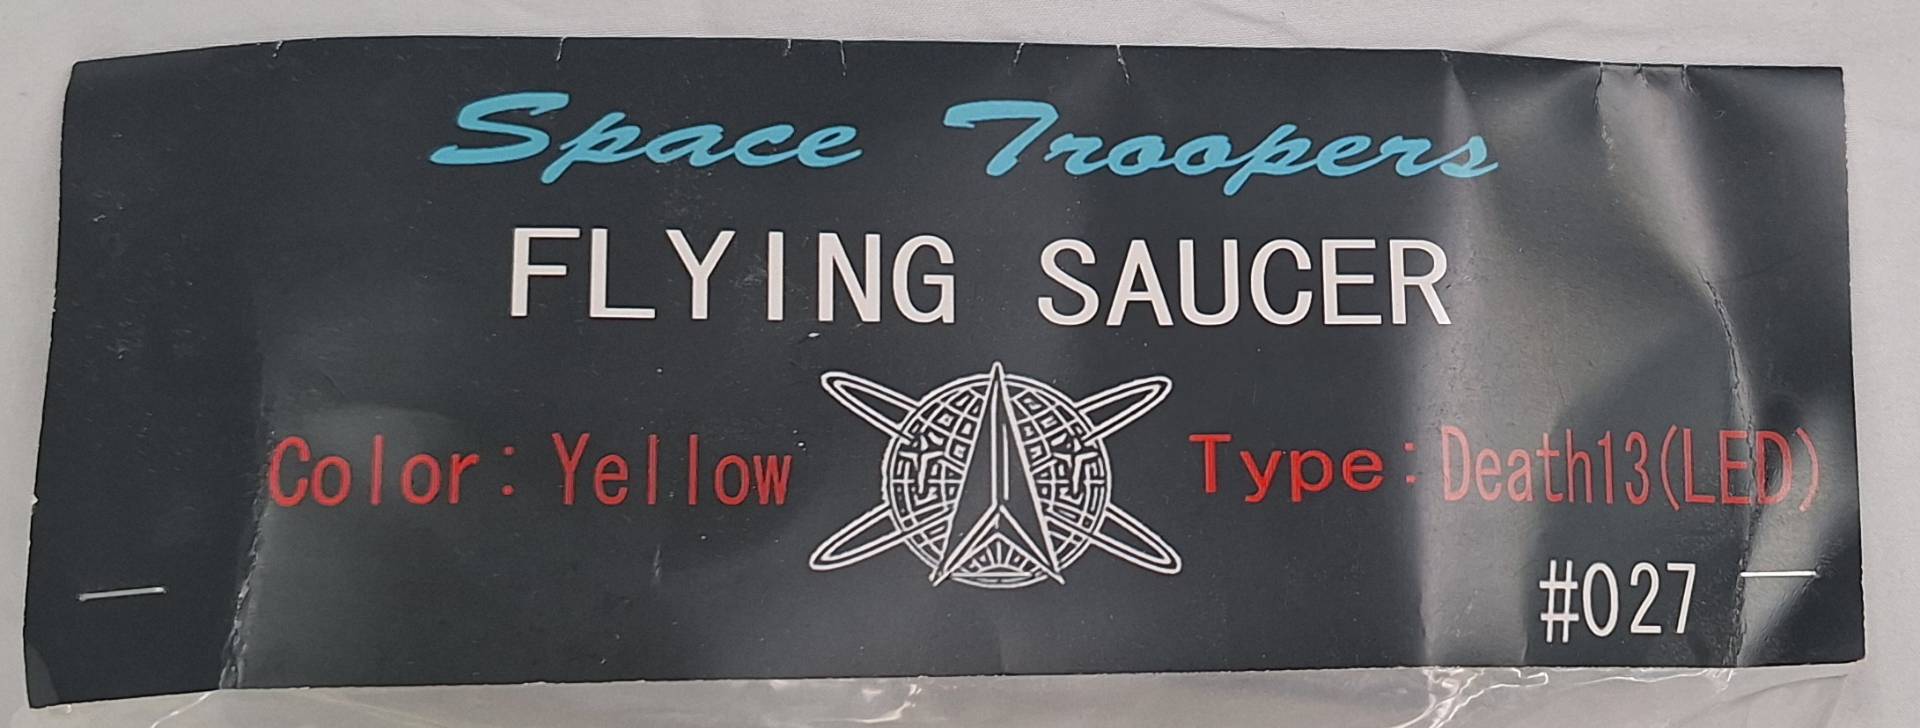 Space Troopers
FLYING SAUCER
Color:Yellow
Type:Death13(LED)
#027